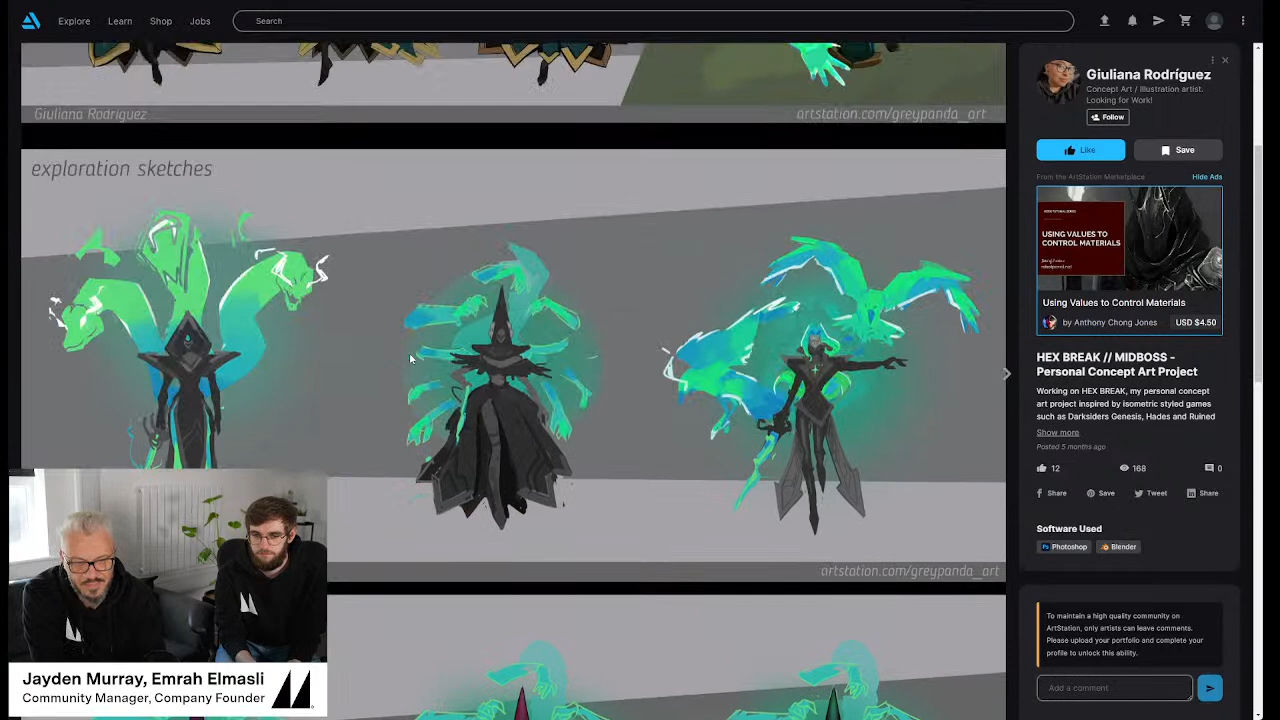 Explore
Learn
Shop
Jobs
Search
Giuliana Rodríguez
Concept Art / Illustration artist.
Looking for Work!
Follow
Giuliana Rodriguez
artstation.com/greypanda_art
Like
Save
exploration sketches
From the ArtStation Marketplace
Hide Ads
USING VALUES TO
CONTROL MATERIALS
Using Values to Control Materials
by Anthony Chong Jones
USD $4.50
HEX BREAK // MIDBOSS -
Personal Concept Art Project
Working on HEX BREAK, my personal concept
art project inspired by isometric styled games
such as Darksiders Genesis, Hades and Ruined
Show more
Posted 5 months ago
12
168
0
Share
Save
Tweet
Share
Software Used
Ps Photoshop
Blender
artstation.com/greypanda_art
To maintain a high quality community on
ArtStation, only artists can leave comments.
Please upload your portfolio and complete your
profile to unlock this ability.
Add a comment
Jayden Murray, Emrah Elmasli
Community Manager, Company Founder